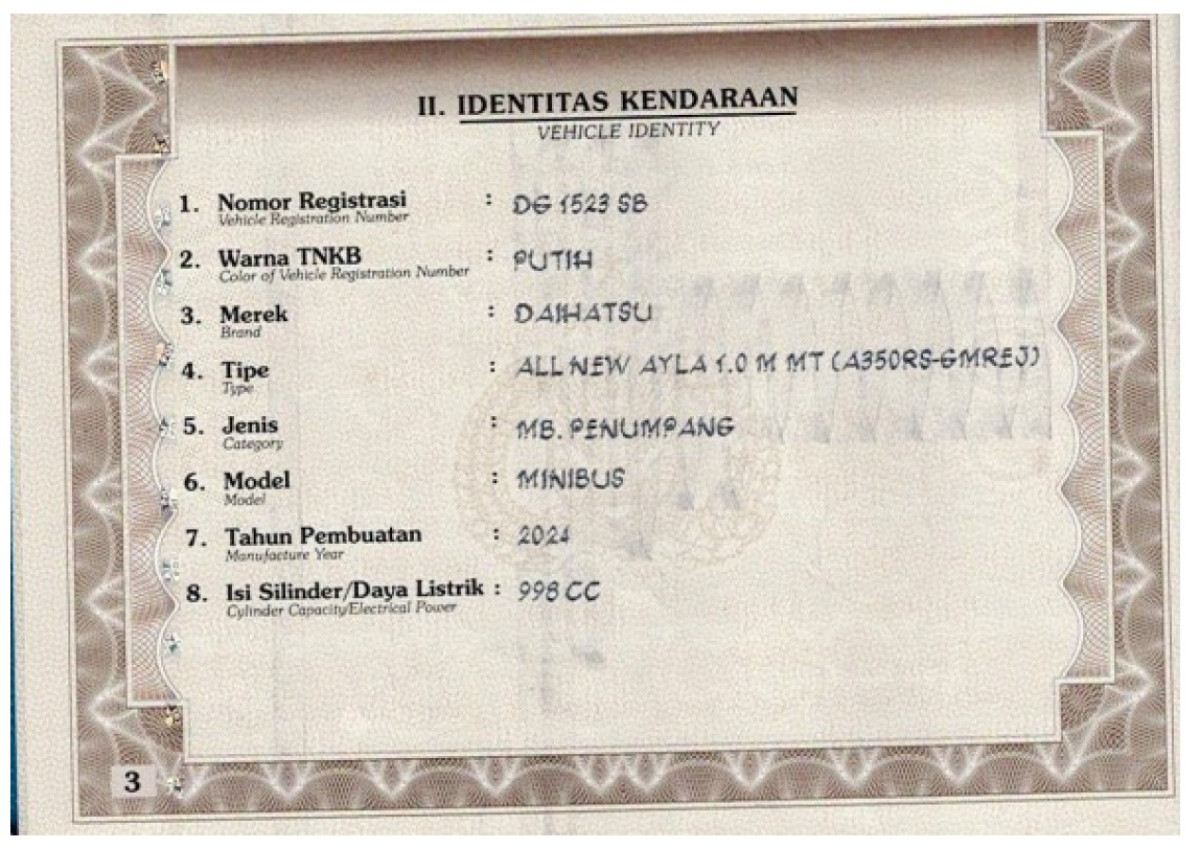 II. IDENTITAS KENDARAAN
VEHICLE IDENTITY
1. Nomor Registrasi : DG 1523 SB
Vehicle Registration Number
2. Warna TNKB : PUTIH
Color of Vehicle Registration Number
3. Merek : DAIHATSU
Brand
4. Tipe : ALL NEW AYLA 1.0 M MT (A350RS-GMREJ)
Type
5. Jenis : MB. PENUMPANG
Category
6. Model : MINIBUS
Model
7. Tahun Pembuatan : 2024
Manufacture Year
8. Isi Silinder/Daya Listrik : 998 CC
Cylinder Capacity/Electrical Power
3